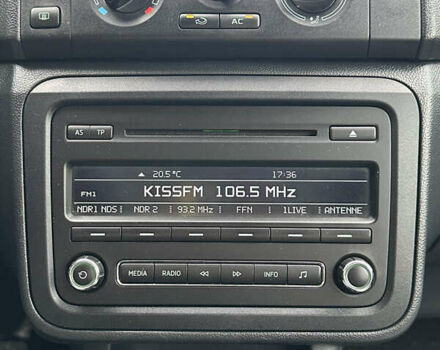 AC
AS TP
20.5 °C 17:36
FM1 KISSFM 106.5 MHz
NDR1 NDS NDR 2 93.2 MHz FFN 1LIVE ANTENNE
MEDIA RADIO INFO